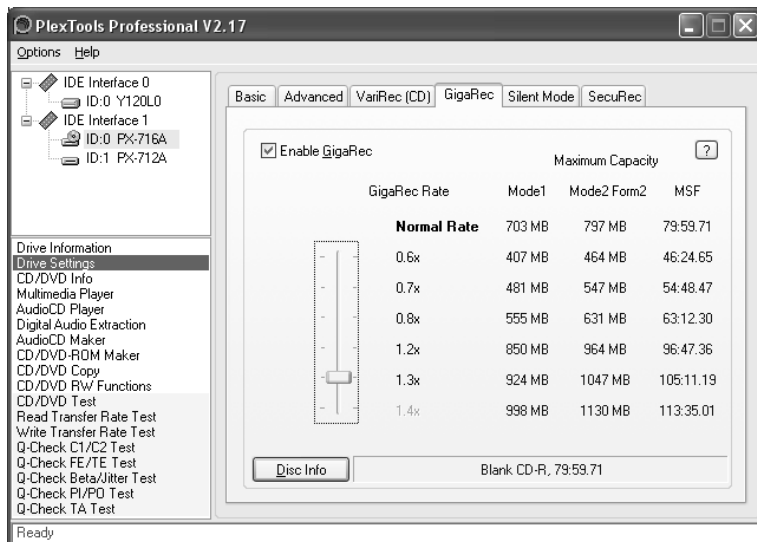 PlexTools Professional V2.17
Options Help
IDE Interface 0
ID:0 Y120L0
IDE Interface 1
ID:0 PX-716A
ID:1 PX-712A
Drive Information
Drive Settings
CD/DVD Info
Multimedia Player
AudioCD Player
Digital Audio Extraction
AudioCD Maker
CD/DVD-ROM Maker
CD/DVD Copy
CD/DVD RW Functions
CD/DVD Test
Read Transfer Rate Test
Write Transfer Rate Test
Q-Check C1/C2 Test
Q-Check FE/TE Test
Q-Check Beta/Jitter Test
Q-Check PI/PO Test
Q-Check TA Test
Basic Advanced VariRec (CD) GigaRec Silent Mode SecuRec
Enable GigaRec
?
Maximum Capacity
GigaRec Rate Mode1 Mode2 Form2 MSF
Normal Rate 703 MB 797 MB 79:59.71
0.6x 407 MB 464 MB 46:24.65
0.7x 481 MB 547 MB 54:48.47
0.8x 555 MB 631 MB 63:12.30
1.2x 850 MB 964 MB 96:47.36
1.3x 924 MB 1047 MB 105:11.19
1.4x 998 MB 1130 MB 113:35.01
Disc Info
Blank CD-R, 79:59.71
Ready